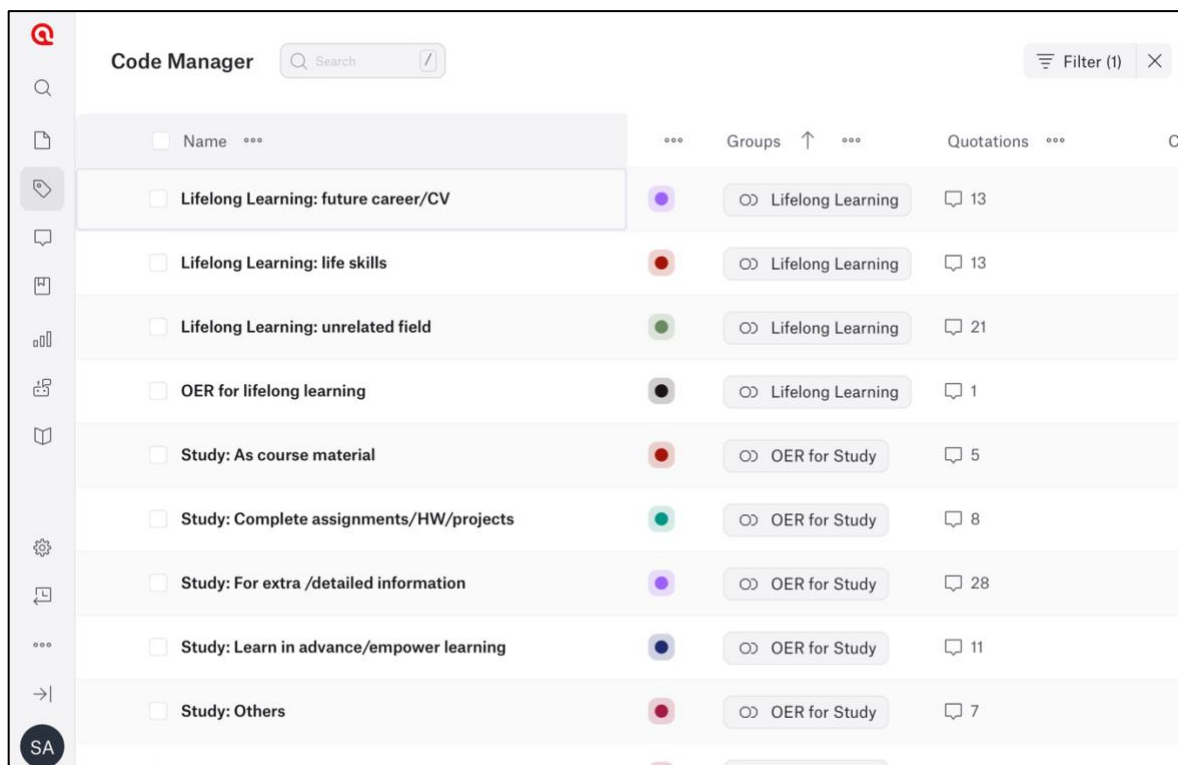 Code Manager Search / Filter (1)
Name Groups Quotations C
Lifelong Learning: future career/CV Lifelong Learning 13
Lifelong Learning: life skills Lifelong Learning 13
Lifelong Learning: unrelated field Lifelong Learning 21
OER for lifelong learning Lifelong Learning 1
Study: As course material OER for Study 5
Study: Complete assignments/HW/projects OER for Study 8
Study: For extra /detailed information OER for Study 28
Study: Learn in advance/empower learning OER for Study 11
Study: Others OER for Study 7
SA